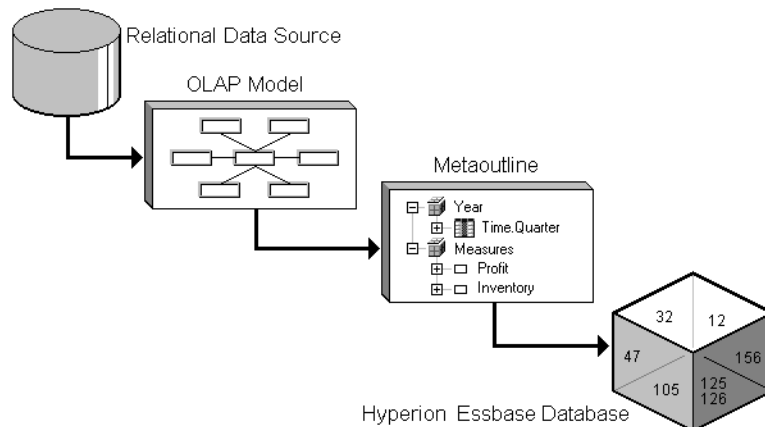 Relational Data Source
OLAP Model
Metaoutline
Year
Time.Quarter
Measures
Profit
Inventory
32
12
47
156
105
125
126
Hyperion Essbase Database